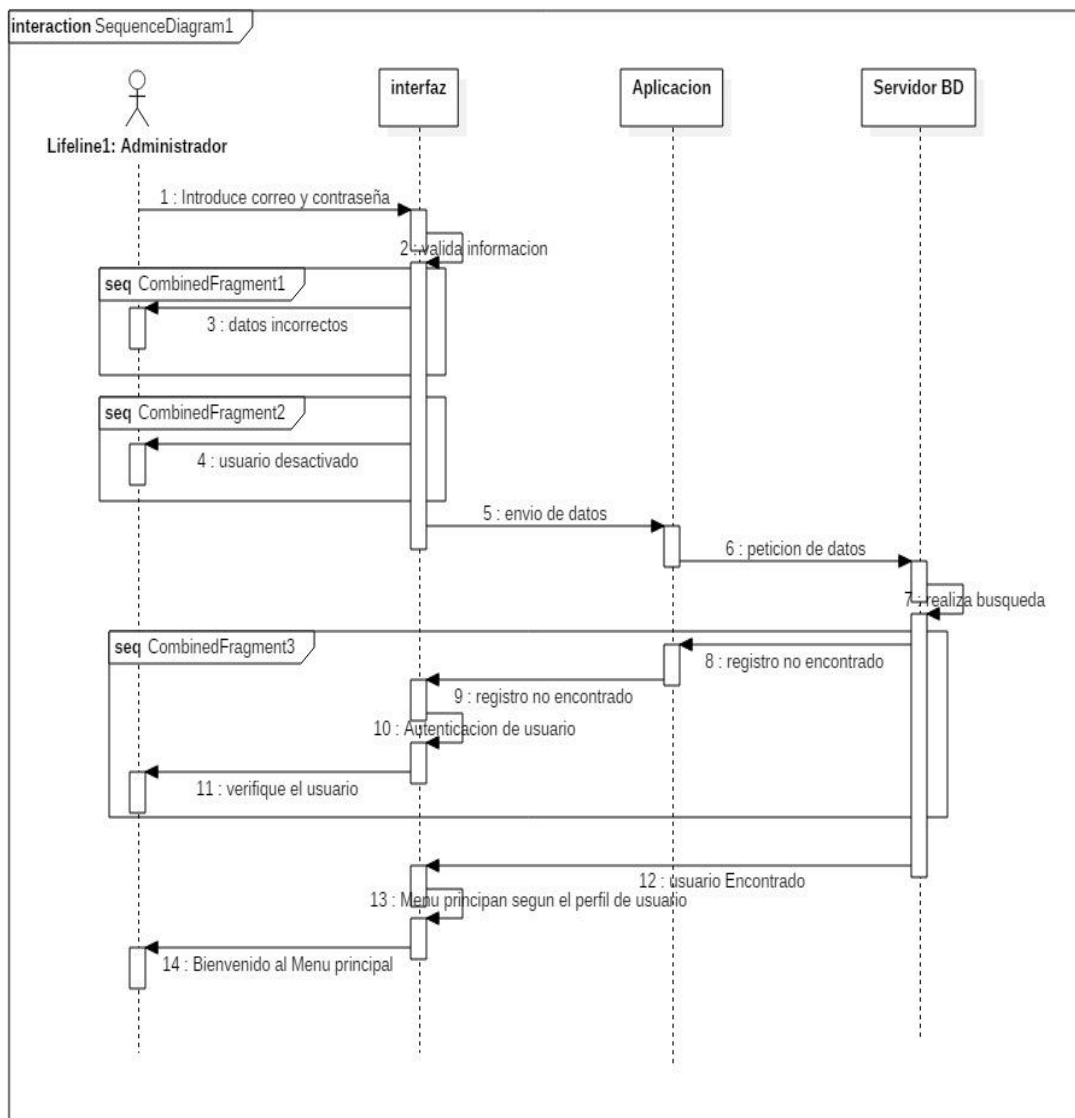 interaction SequenceDiagram1
interfaz
Aplicacion
Servidor BD
Lifeline1: Administrador
1 : Introduce correo y contraseña
2 : valida informacion
seq CombinedFragment1
3 : datos incorrectos
seq CombinedFragment2
4 : usuario desactivado
5 : envio de datos
6 : peticion de datos
7 : realiza busqueda
seq CombinedFragment3
8 : registro no encontrado
9 : registro no encontrado
10 : Autenticacion de usuario
11 : verifique el usuario
12 : usuario Encontrado
13 : Menu principan segun el perfil de usuario
14 : Bienvenido al Menu principal